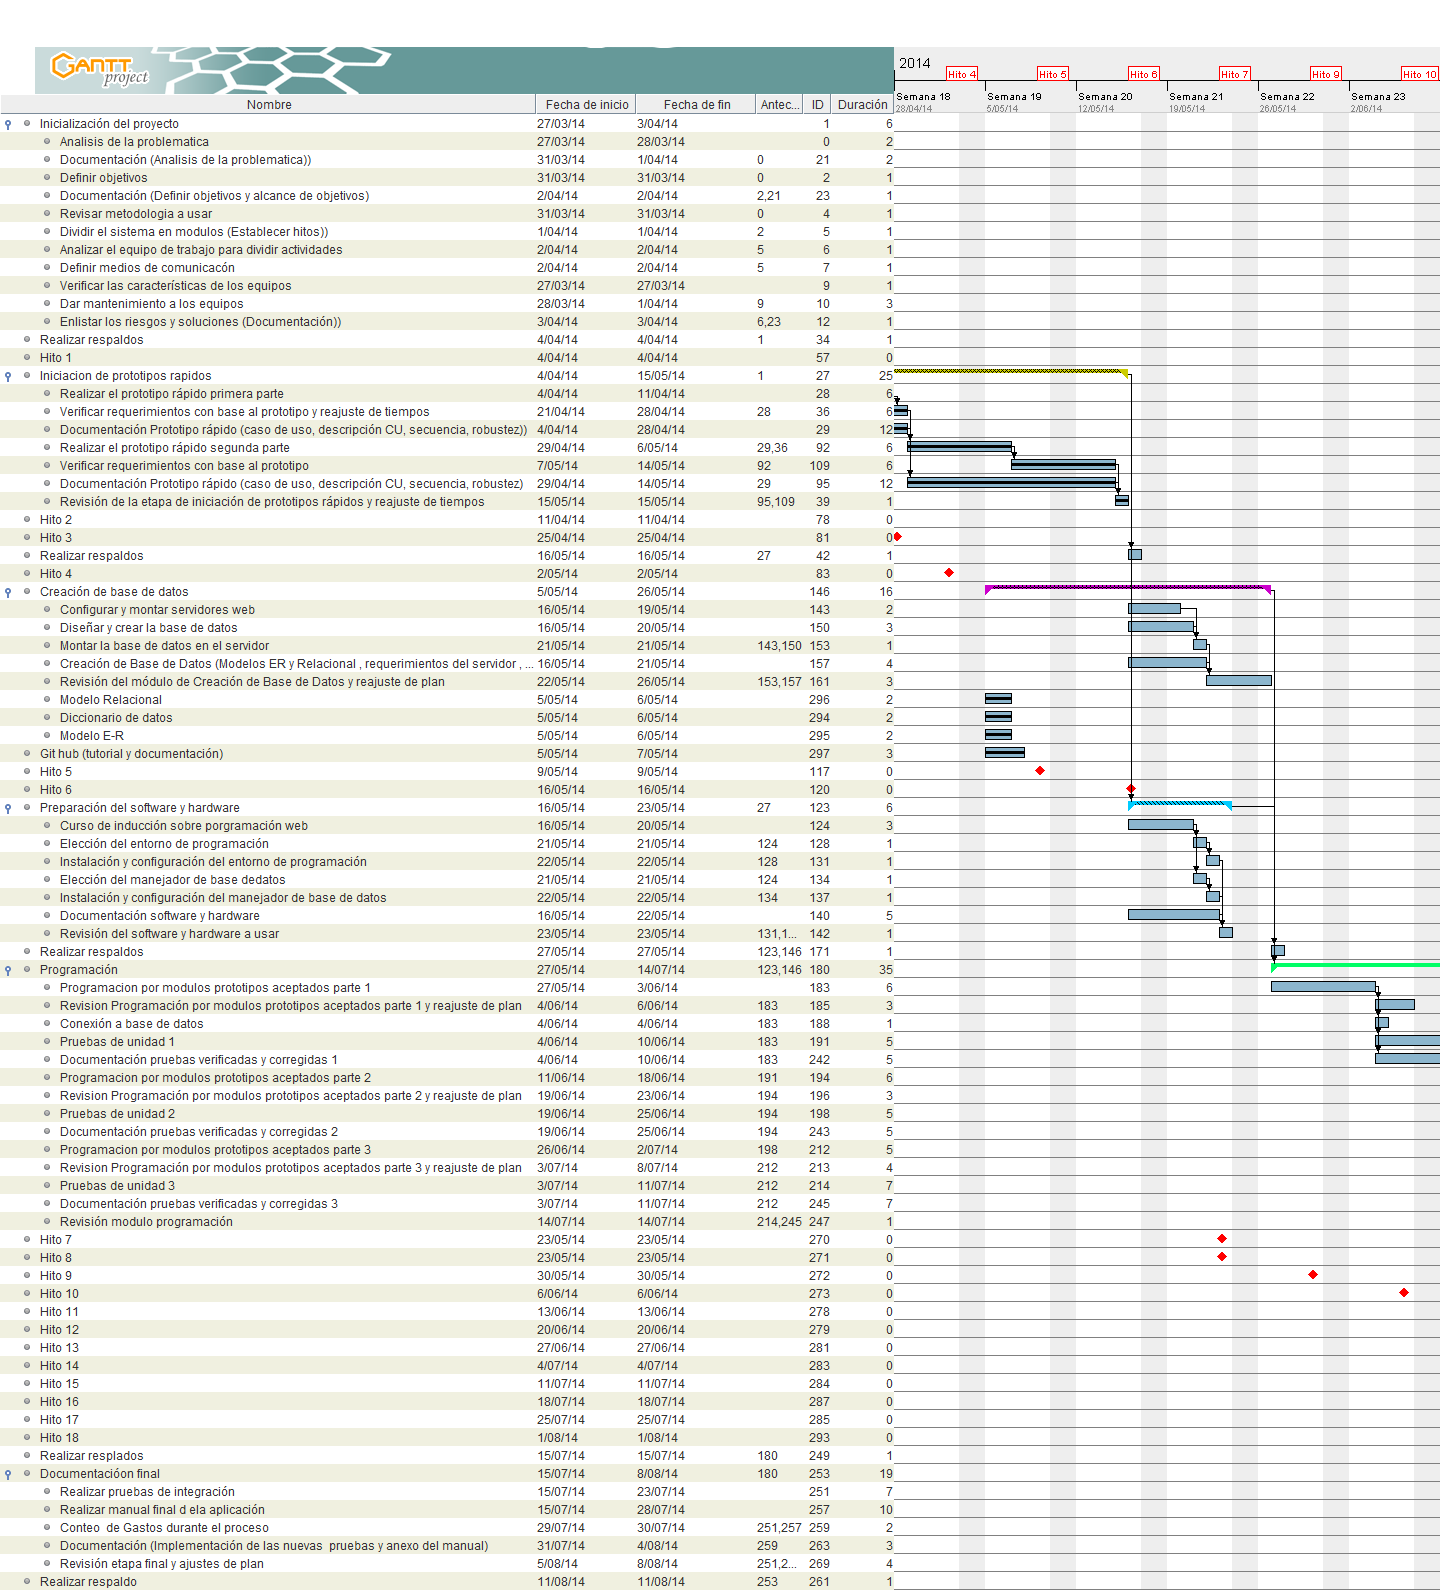 GANTT
project
2014
Hito 4 Hito 5 Hito 6 Hito 7 Hito 9 Hito 10
Semana 18 Semana 19 Semana 20 Semana 21 Semana 22 Semana 23
28/04/14 5/05/14 12/05/14 19/05/14 26/05/14 2/06/14
Nombre Fecha de inicio Fecha de fin Antec... ID Duración
Inicialización del proyecto 27/03/14 3/04/14 1 6
Analisis de la problematica 27/03/14 28/03/14 0 2
Documentación (Analisis de la problematica)) 31/03/14 1/04/14 0 21 2
Definir objetivos 31/03/14 31/03/14 0 2 1
Documentación (Definir objetivos y alcance de objetivos) 2/04/14 2/04/14 2,21 23 1
Revisar metodologia a usar 31/03/14 31/03/14 0 4 1
Dividir el sistema en modulos (Establecer hitos)) 1/04/14 1/04/14 2 5 1
Analizar el equipo de trabajo para dividir actividades 2/04/14 2/04/14 5 6 1
Definir medios de comunicacón 2/04/14 2/04/14 5 7 1
Verificar las características de los equipos 27/03/14 27/03/14 9 1
Dar mantenimiento a los equipos 28/03/14 1/04/14 9 10 3
Enlistar los riesgos y soluciones (Documentación)) 3/04/14 3/04/14 6,23 12 1
Realizar respaldos 4/04/14 4/04/14 1 34 1
Hito 1 4/04/14 4/04/14 57 0
Iniciacion de prototipos rapidos 4/04/14 15/05/14 1 27 25
Realizar el prototipo rápido primera parte 4/04/14 11/04/14 28 6
Verificar requerimientos con base al prototipo y reajuste de tiempos 21/04/14 28/04/14 28 36 6
Documentación Prototipo rápido (caso de uso, descripción CU, secuencia, robustez)) 4/04/14 28/04/14 29 12
Realizar el prototipo rápido segunda parte 29/04/14 6/05/14 29,36 92 6
Verificar requerimientos con base al prototipo 7/05/14 14/05/14 92 109 6
Documentación Prototipo rápido (caso de uso, descripción CU, secuencia, robustez) 29/04/14 14/05/14 29 95 12
Revisión de la etapa de iniciación de prototipos rápidos y reajuste de tiempos 15/05/14 15/05/14 95,109 39 1
Hito 2 11/04/14 11/04/14 78 0
Hito 3 25/04/14 25/04/14 81 0
Realizar respaldos 16/05/14 16/05/14 27 42 1
Hito 4 2/05/14 2/05/14 83 0
Creación de base de datos 5/05/14 26/05/14 146 16
Configurar y montar servidores web 16/05/14 19/05/14 143 2
Diseñar y crear la base de datos 16/05/14 20/05/14 150 3
Montar la base de datos en el servidor 21/05/14 21/05/14 143,150 153 1
Creación de Base de Datos (Modelos ER y Relacional , requerimientos del servidor , ... 16/05/14 21/05/14 157 4
Revisión del módulo de Creación de Base de Datos y reajuste de plan 22/05/14 26/05/14 153,157 161 3
Modelo Relacional 5/05/14 6/05/14 296 2
Diccionario de datos 5/05/14 6/05/14 294 2
Modelo E-R 5/05/14 6/05/14 295 2
Git hub (tutorial y documentación) 5/05/14 7/05/14 297 3
Hito 5 9/05/14 9/05/14 117 0
Hito 6 16/05/14 16/05/14 120 0
Preparación del software y hardware 16/05/14 23/05/14 27 123 6
Curso de inducción sobre porgramación web 16/05/14 20/05/14 124 3
Elección del entorno de programación 21/05/14 21/05/14 124 128 1
Instalación y configuración del entorno de programación 22/05/14 22/05/14 128 131 1
Elección del manejador de base dedatos 21/05/14 21/05/14 124 134 1
Instalación y configuración del manejador de base de datos 22/05/14 22/05/14 134 137 1
Documentación software y hardware 16/05/14 22/05/14 140 5
Revisión del software y hardware a usar 23/05/14 23/05/14 131,1... 142 1
Realizar respaldos 27/05/14 27/05/14 123,146 171 1
Programación 27/05/14 14/07/14 123,146 180 35
Programacion por modulos prototipos aceptados parte 1 27/05/14 3/06/14 183 6
Revision Programación por modulos prototipos aceptados parte 1 y reajuste de plan 4/06/14 6/06/14 183 185 3
Conexión a base de datos 4/06/14 4/06/14 183 188 1
Pruebas de unidad 1 4/06/14 10/06/14 183 191 5
Documentación pruebas verificadas y corregidas 1 4/06/14 10/06/14 183 242 5
Programacion por modulos prototipos aceptados parte 2 11/06/14 18/06/14 191 194 6
Revision Programación por modulos prototipos aceptados parte 2 y reajuste de plan 19/06/14 23/06/14 194 196 3
Pruebas de unidad 2 19/06/14 25/06/14 194 198 5
Documentación pruebas verificadas y corregidas 2 19/06/14 25/06/14 194 243 5
Programacion por modulos prototipos aceptados parte 3 26/06/14 2/07/14 198 212 5
Revision Programación por modulos prototipos aceptados parte 3 y reajuste de plan 3/07/14 8/07/14 212 213 4
Pruebas de unidad 3 3/07/14 11/07/14 212 214 7
Documentación pruebas verificadas y corregidas 3 3/07/14 11/07/14 212 245 7
Revisión modulo programación 14/07/14 14/07/14 214,245 247 1
Hito 7 23/05/14 23/05/14 270 0
Hito 8 23/05/14 23/05/14 271 0
Hito 9 30/05/14 30/05/14 272 0
Hito 10 6/06/14 6/06/14 273 0
Hito 11 13/06/14 13/06/14 278 0
Hito 12 20/06/14 20/06/14 279 0
Hito 13 27/06/14 27/06/14 281 0
Hito 14 4/07/14 4/07/14 283 0
Hito 15 11/07/14 11/07/14 284 0
Hito 16 18/07/14 18/07/14 287 0
Hito 17 25/07/14 25/07/14 285 0
Hito 18 1/08/14 1/08/14 293 0
Realizar resplados 15/07/14 15/07/14 180 249 1
Documentacióon final 15/07/14 8/08/14 180 253 19
Realizar pruebas de integración 15/07/14 23/07/14 251 7
Realizar manual final d ela aplicación 15/07/14 28/07/14 257 10
Conteo de Gastos durante el proceso 29/07/14 30/07/14 251,257 259 2
Documentación (Implementación de las nuevas pruebas y anexo del manual) 31/07/14 4/08/14 259 263 3
Revisión etapa final y ajustes de plan 5/08/14 8/08/14 251,2... 269 4
Realizar respaldo 11/08/14 11/08/14 253 261 1